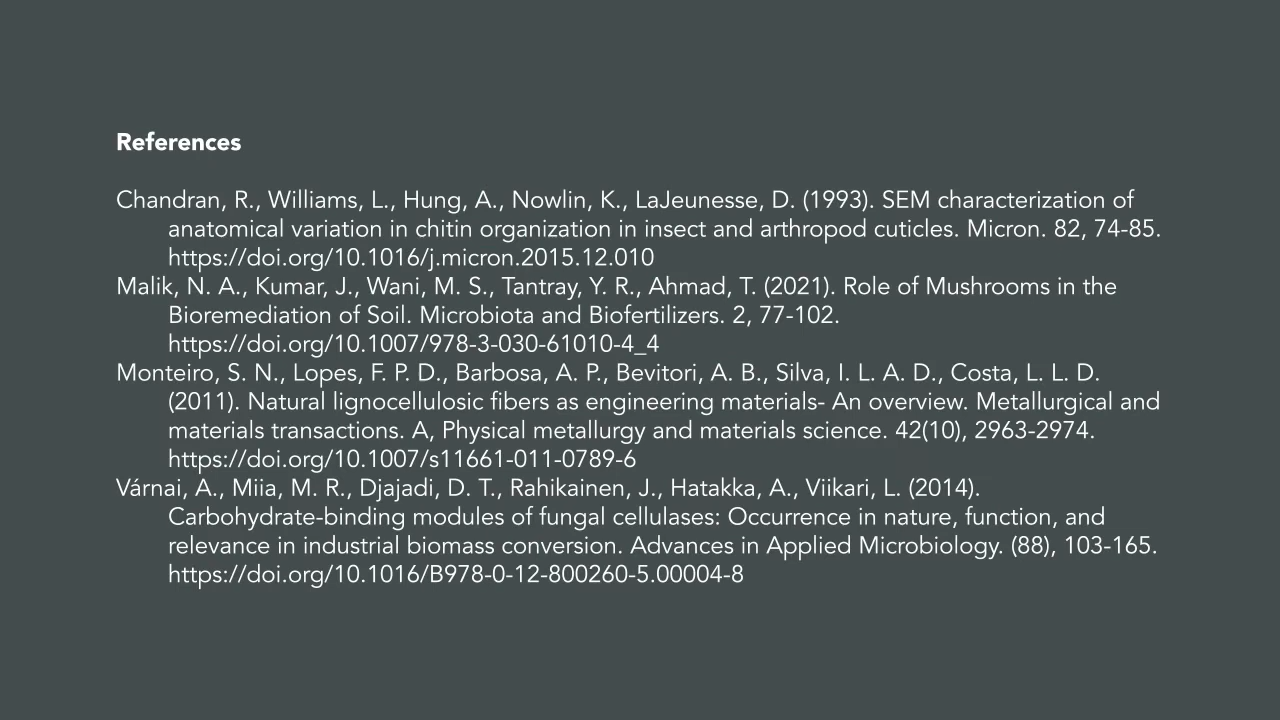 References
Chandran, R., Williams, L., Hung, A., Nowlin, K., LaJeunesse, D. (1993). SEM characterization of
anatomical variation in chitin organization in insect and arthropod cuticles. Micron. 82, 74-85.
https://doi.org/10.1016/j.micron.2015.12.010
Malik, N. A., Kumar, J., Wani, M. S., Tantray, Y. R., Ahmad, T. (2021). Role of Mushrooms in the
Bioremediation of Soil. Microbiota and Biofertilizers. 2, 77-102.
https://doi.org/10.1007/978-3-030-61010-4_4
Monteiro, S. N., Lopes, F. P. D., Barbosa, A. P., Bevitori, A. B., Silva, I. L. A. D., Costa, L. L. D.
(2011). Natural lignocellulosic fibers as engineering materials- An overview. Metallurgical and
materials transactions. A, Physical metallurgy and materials science. 42(10), 2963-2974.
https://doi.org/10.1007/s11661-011-0789-6
Várnai, A., Miia, M. R., Djajadi, D. T., Rahikainen, J., Hatakka, A., Viikari, L. (2014).
Carbohydrate-binding modules of fungal cellulases: Occurrence in nature, function, and
relevance in industrial biomass conversion. Advances in Applied Microbiology. (88), 103-165.
https://doi.org/10.1016/B978-0-12-800260-5.00004-8